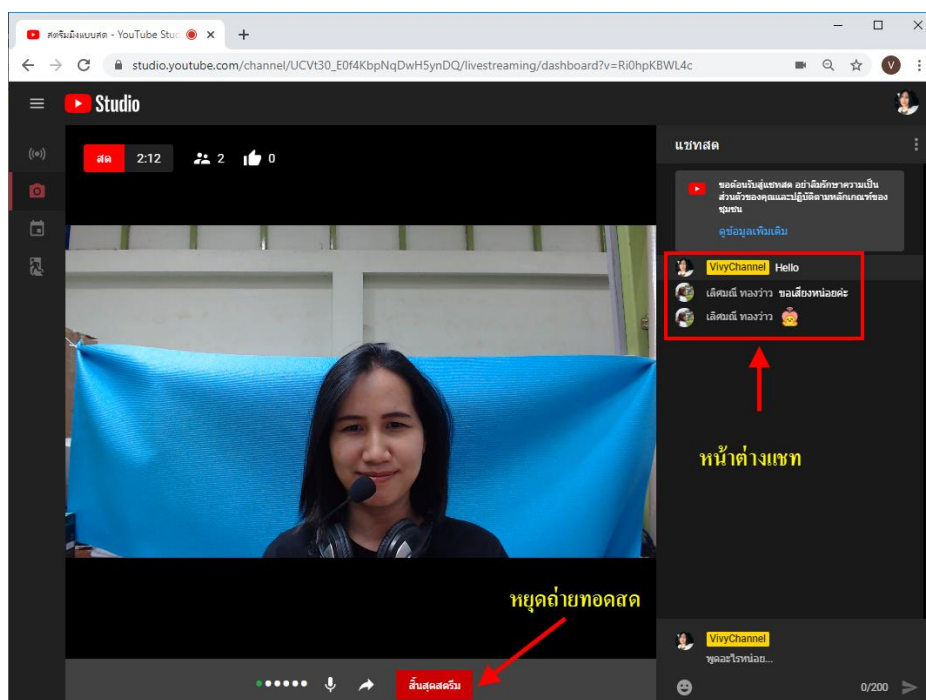 สตรีมมิงแบบสด - YouTube Stuc
studio.youtube.com/channel/UCVt30_E0f4KbpNqDwH5ynDQ/livestreaming/dashboard?v=Ri0hpKBWL4c
V
Studio
สด 2:12 2 0
แชทสด
ขอต้อนรับสู่แชทสด อย่าลืมรักษาความเป็น
ส่วนตัวของคุณและปฏิบัติตามหลักเกณฑ์ของ
ชุมชน
ดูข้อมูลเพิ่มเติม
VivyChannel Hello
เลิศมณี ทองว่าว ขอเสียงหน่อยค่ะ
เลิศมณี ทองว่าว
หน้าต่างแชท
หยุดถ่ายทอดสด
สิ้นสุดสตรีม
VivyChannel
พูดอะไรหน่อย...
0/200